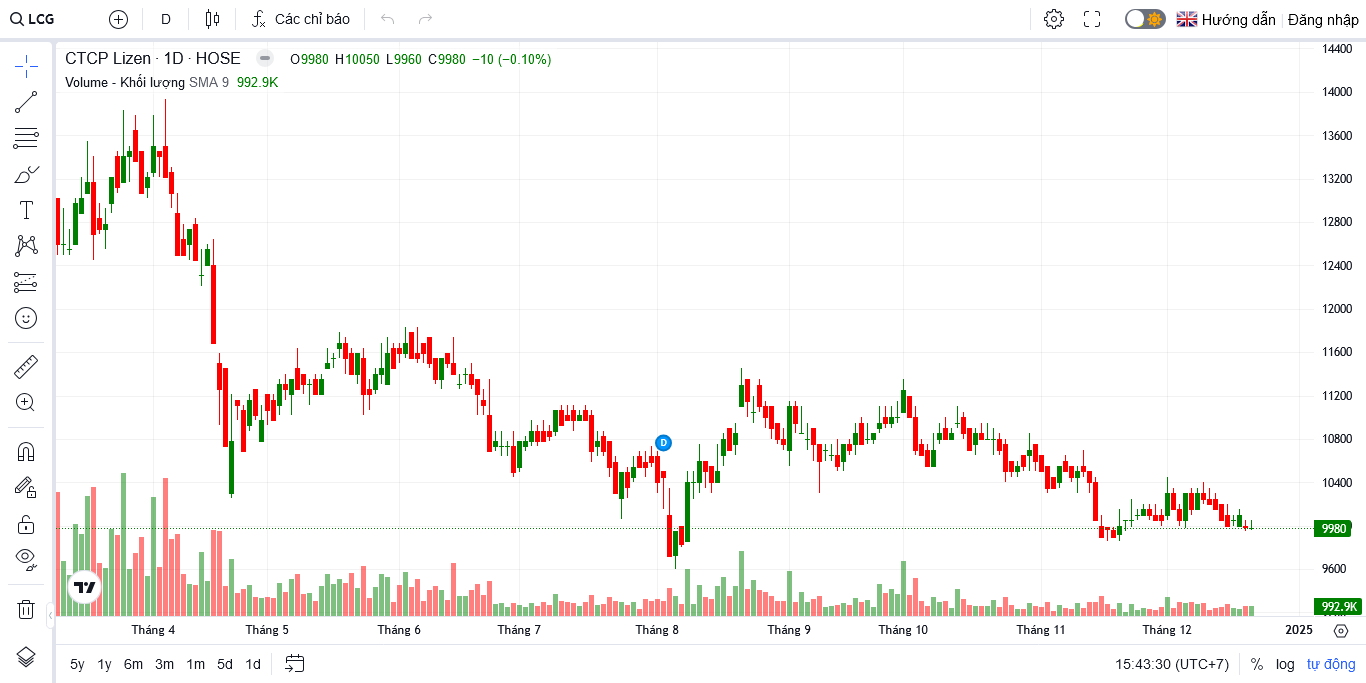 LCG D Các chỉ báo Hướng dẫn Đăng nhập
CTCP Lizen · 1D · HOSE O9980 H10050 L9960 C9980 −10 (−0.10%)
Volume - Khối lượng SMA 9 992.9K
14400
14000
13600
13200
12800
12400
12000
11600
11200
10800
D
10400
9980
9600
992.9K
Tháng 4 Tháng 5 Tháng 6 Tháng 7 Tháng 8 Tháng 9 Tháng 10 Tháng 11 Tháng 12 2025
5y 1y 6m 3m 1m 5d 1d 15:43:30 (UTC+7) % log tự động